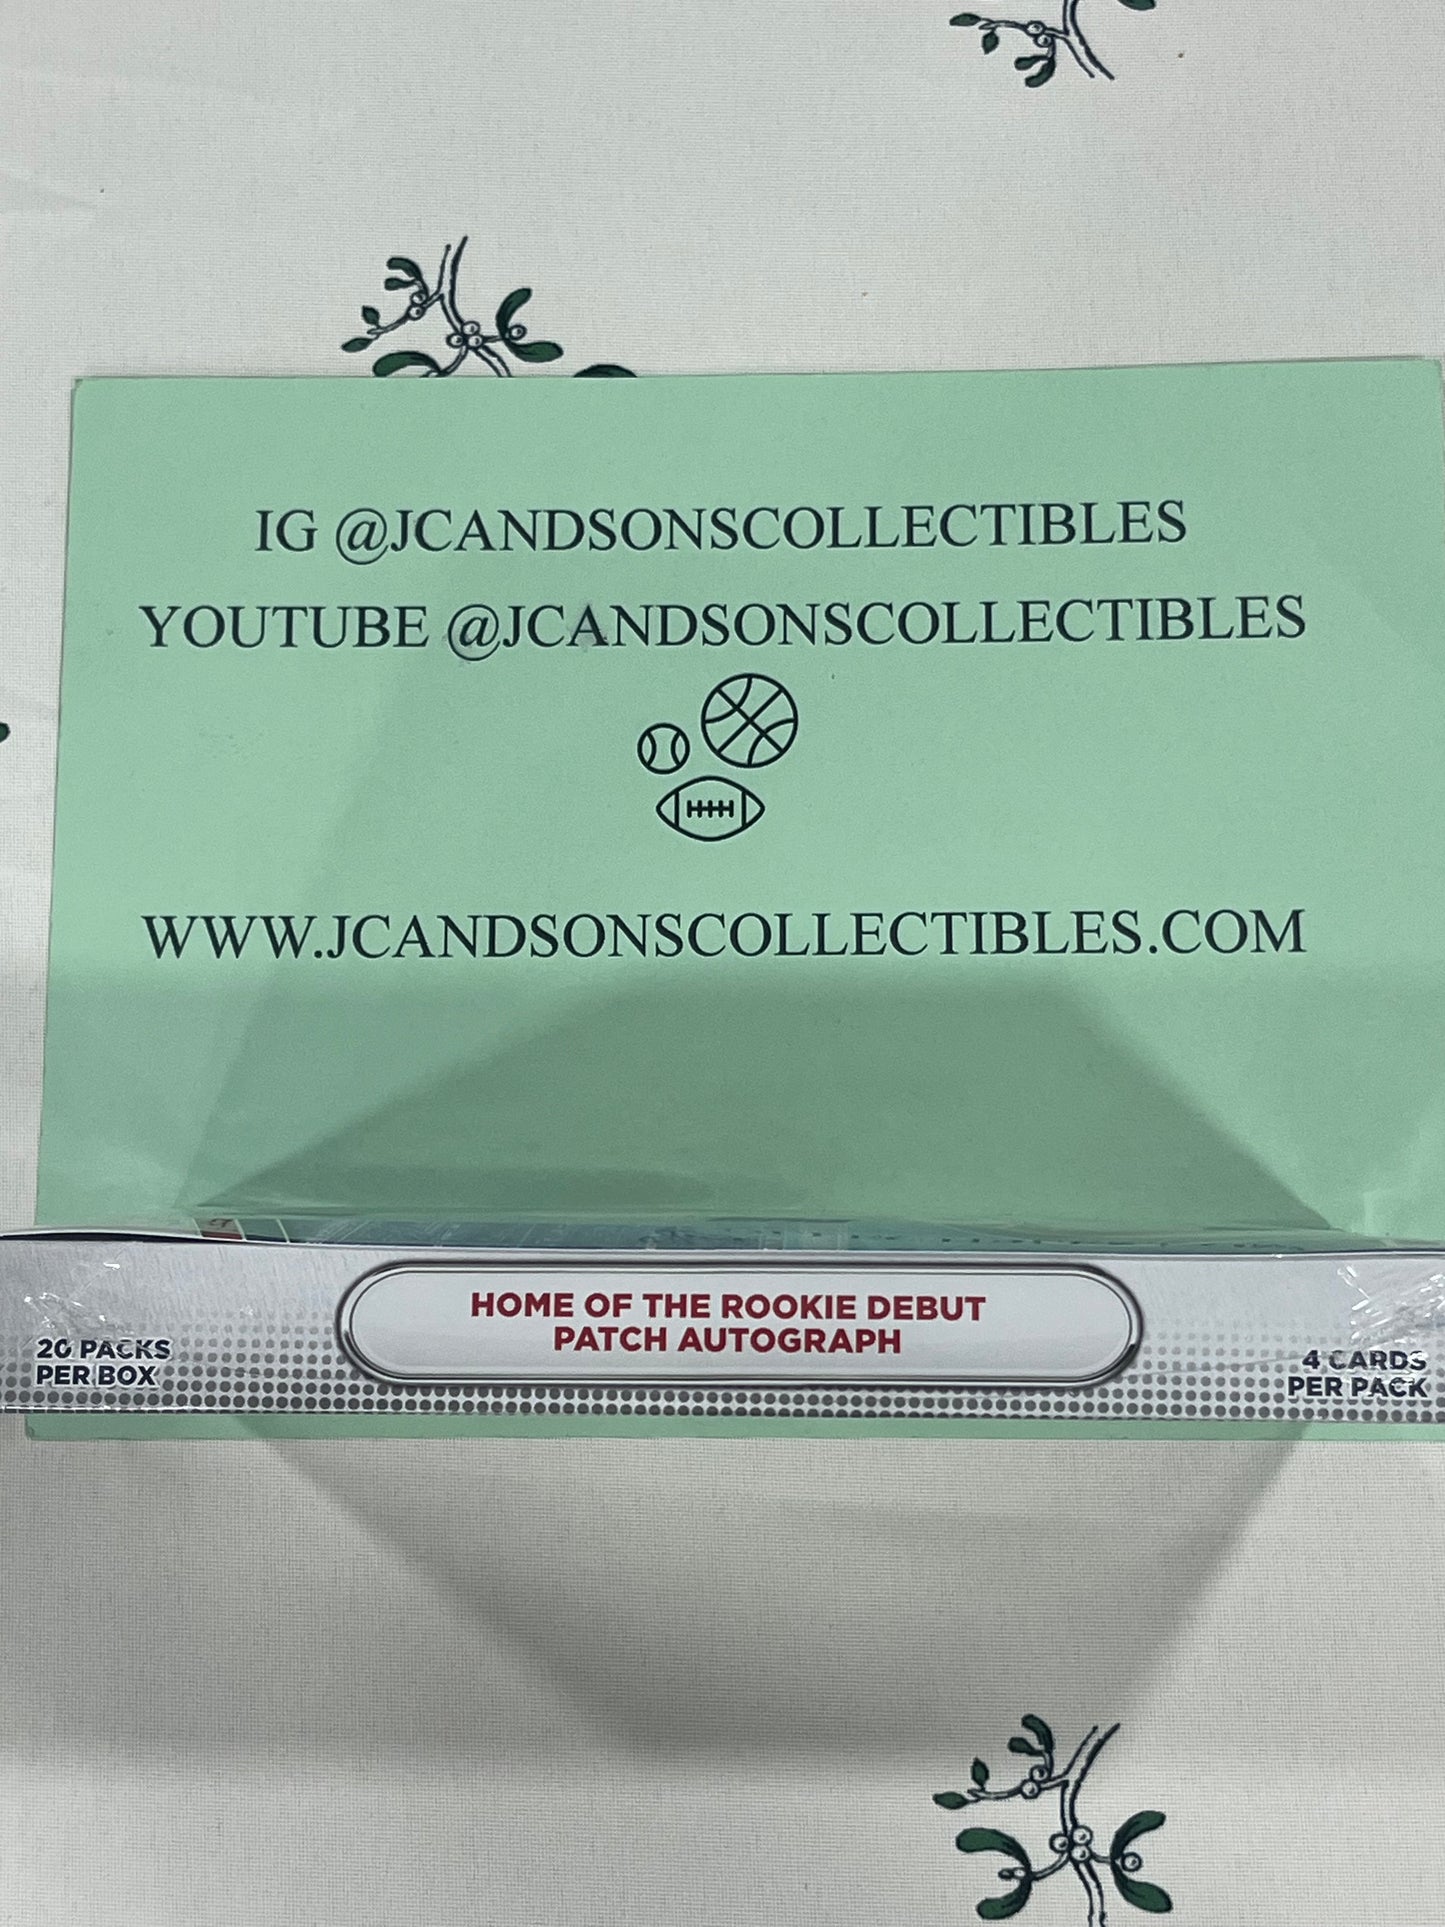 IG @JCANDSONSCOLLECTIBLES
YOUTUBE @JCANDSONSCOLLECTIBLES
WWW.JCANDSONSCOLLECTIBLES.COM
HOME OF THE ROOKIE DEBUT
PATCH AUTOGRAPH
20 PACKS
PER BOX
4 CARDS
PER PACK